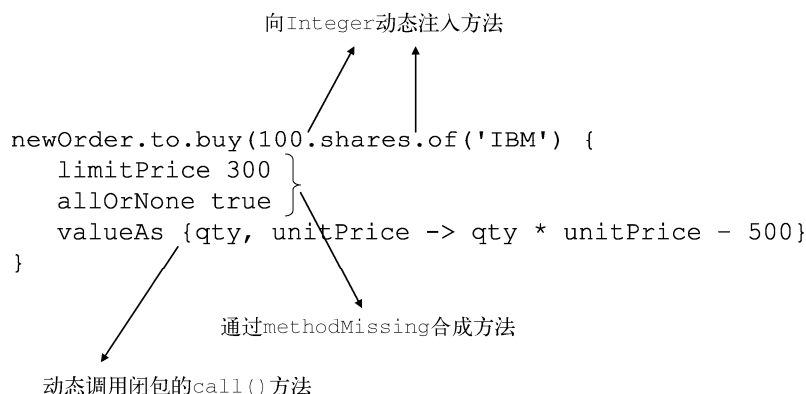 向Integer动态注入方法
newOrder.to.buy(100.shares.of('IBM') {
limitPrice 300
allOrNone true
valueAs {qty, unitPrice -> qty * unitPrice – 500}
}
通过methodMissing合成方法
动态调用闭包的call()方法